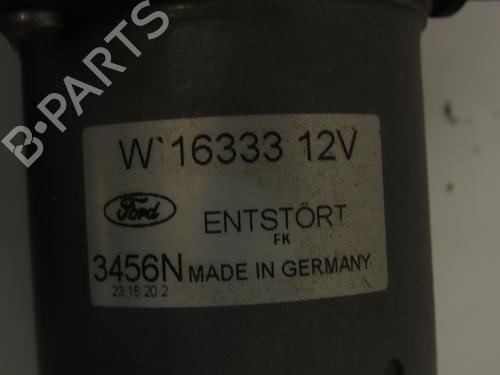 B-PARTS
W`16333 12V
Ford
ENTSTÖRT
FK
3456N MADE IN GERMANY
23.15.20 2